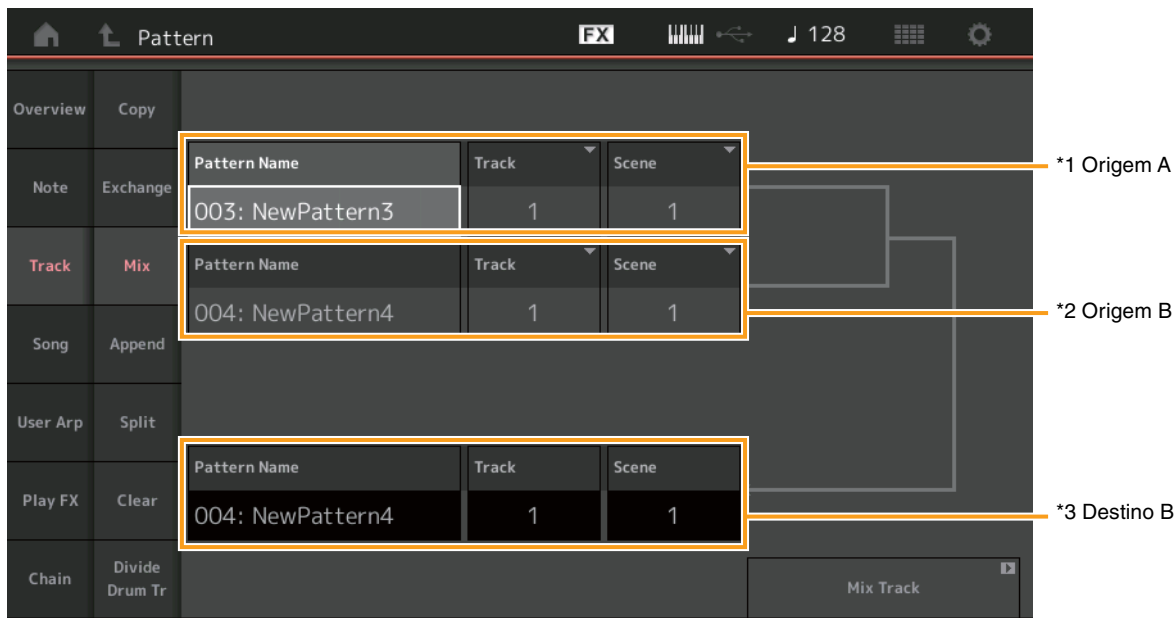 Pattern
FX
♩ 128
Overview
Copy
Note
Exchange
Track
Mix
Song
Append
User Arp
Split
Play FX
Clear
Chain
Divide
Drum Tr
Pattern Name Track Scene
003: NewPattern3 1 1
*1 Origem A
Pattern Name Track Scene
004: NewPattern4 1 1
*2 Origem B
Pattern Name Track Scene
004: NewPattern4 1 1
*3 Destino B
Mix Track